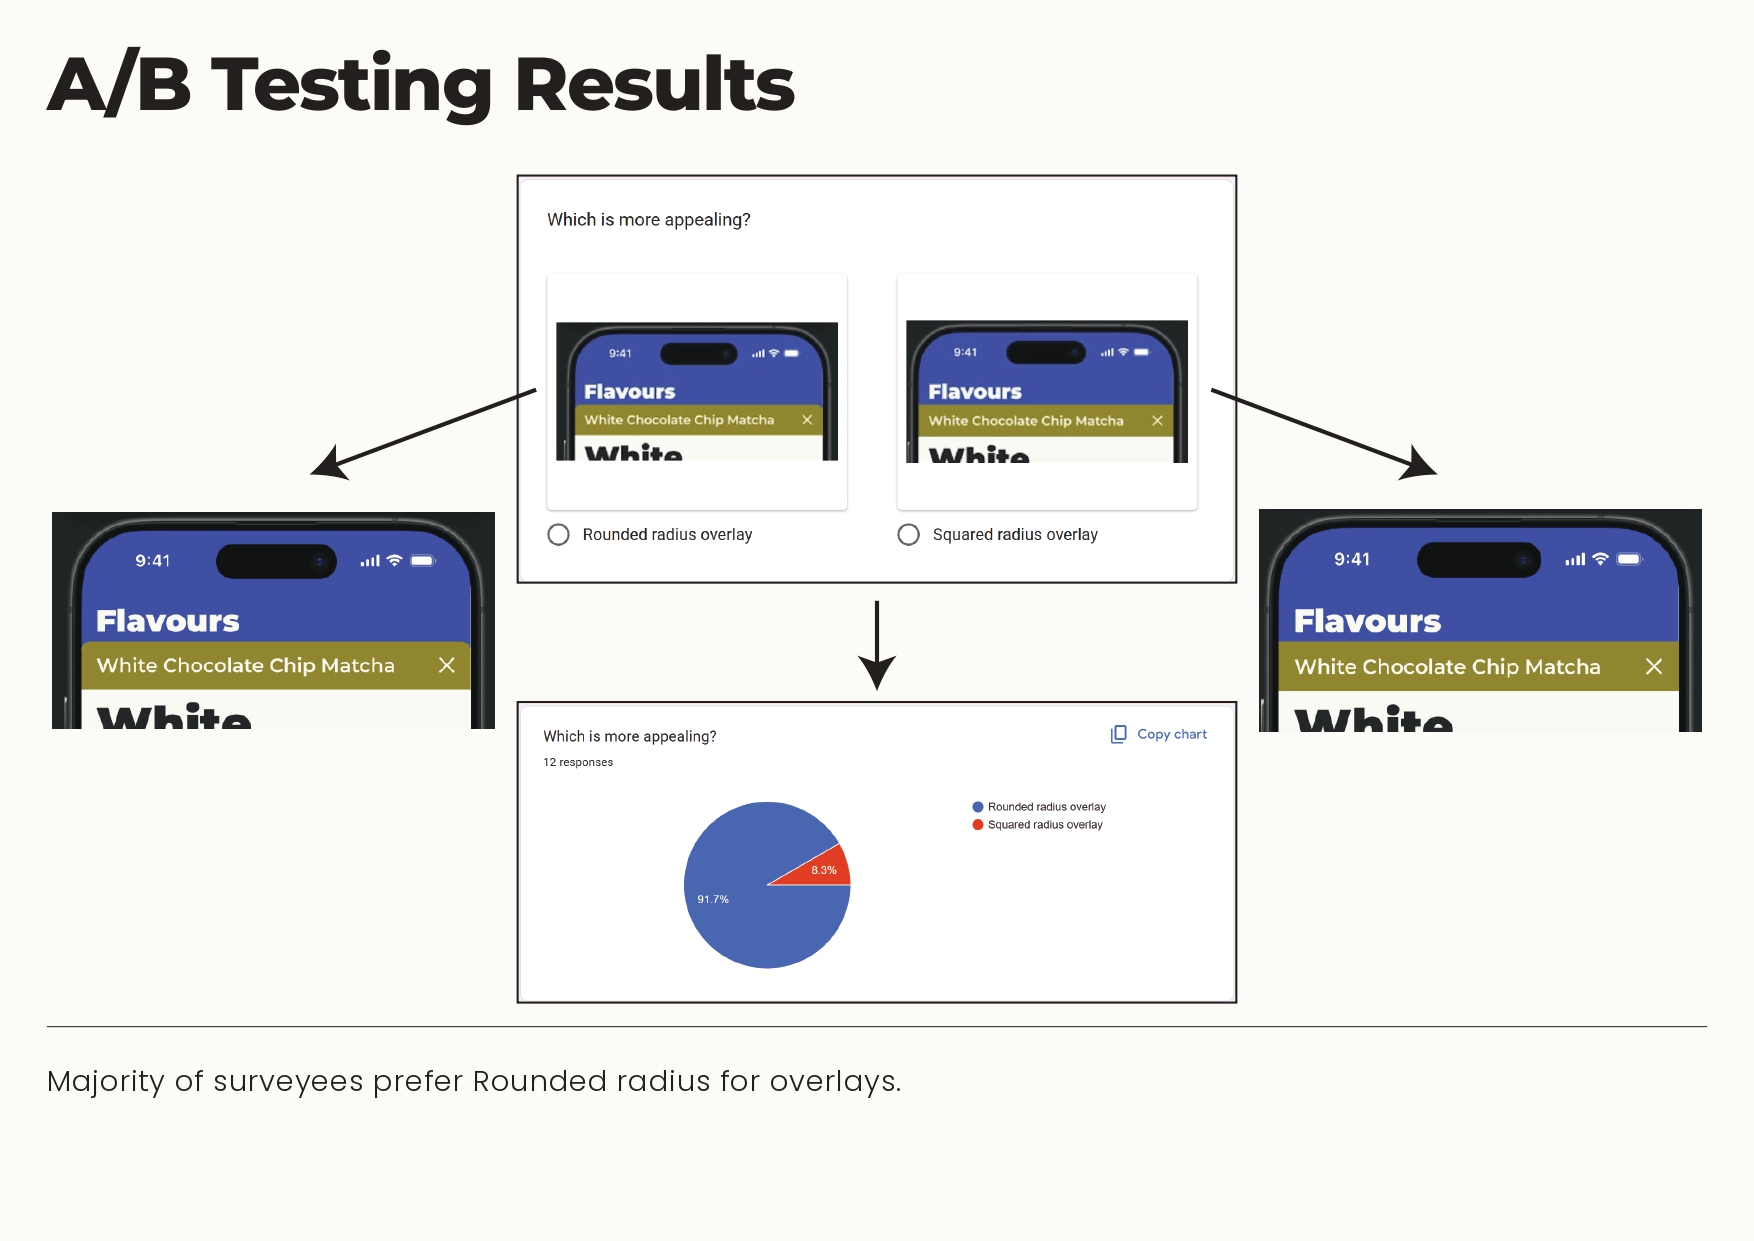 A/B Testing Results
Which is more appealing?
9:41
Flavours
White Chocolate Chip Matcha
White
9:41
Flavours
White Chocolate Chip Matcha
White
Rounded radius overlay
Squared radius overlay
9:41
Flavours
White Chocolate Chip Matcha
White
9:41
Flavours
White Chocolate Chip Matcha
White
Which is more appealing?
Copy chart
12 responses
Rounded radius overlay
Squared radius overlay
8.3%
91.7%
Majority of surveyees prefer Rounded radius for overlays.